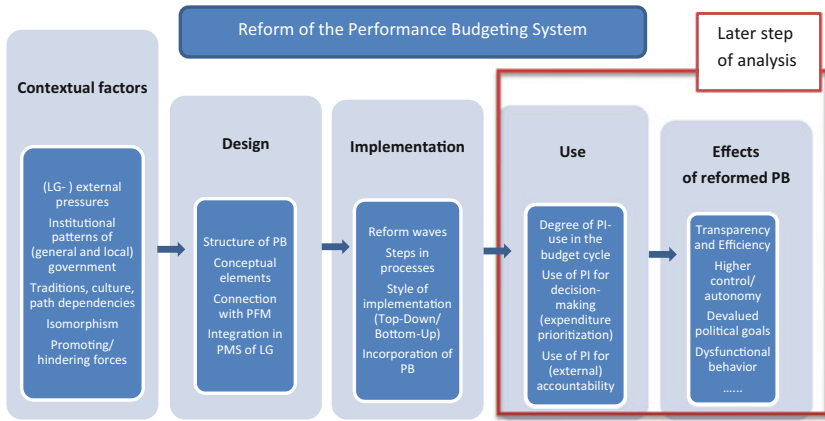 Reform of the Performance Budgeting System
Later step
of analysis
Contextual factors
(LG- ) external
pressures
Institutional
patterns of
(general and local)
government
Traditions, culture,
path dependencies
Isomorphism
Promoting/
hindering forces
Design
Structure of PB
Conceptual
elements
Connection
with PFM
Integration in
PMS of LG
Implementation
Reform waves
Steps in
processes
Style of
implementation
(Top-Down/
Bottom-Up)
Incorporation of
PB
Use
Degree of PI-
use in the
budget cycle
Use of PI for
decision-
making
(expenditure
prioritization)
Use of PI for
(external)
accountability
Effects
of reformed PB
Transparency
and Efficiency
Higher
control/
autonomy
Devalued
political goals
Dysfunctional
behavior
......